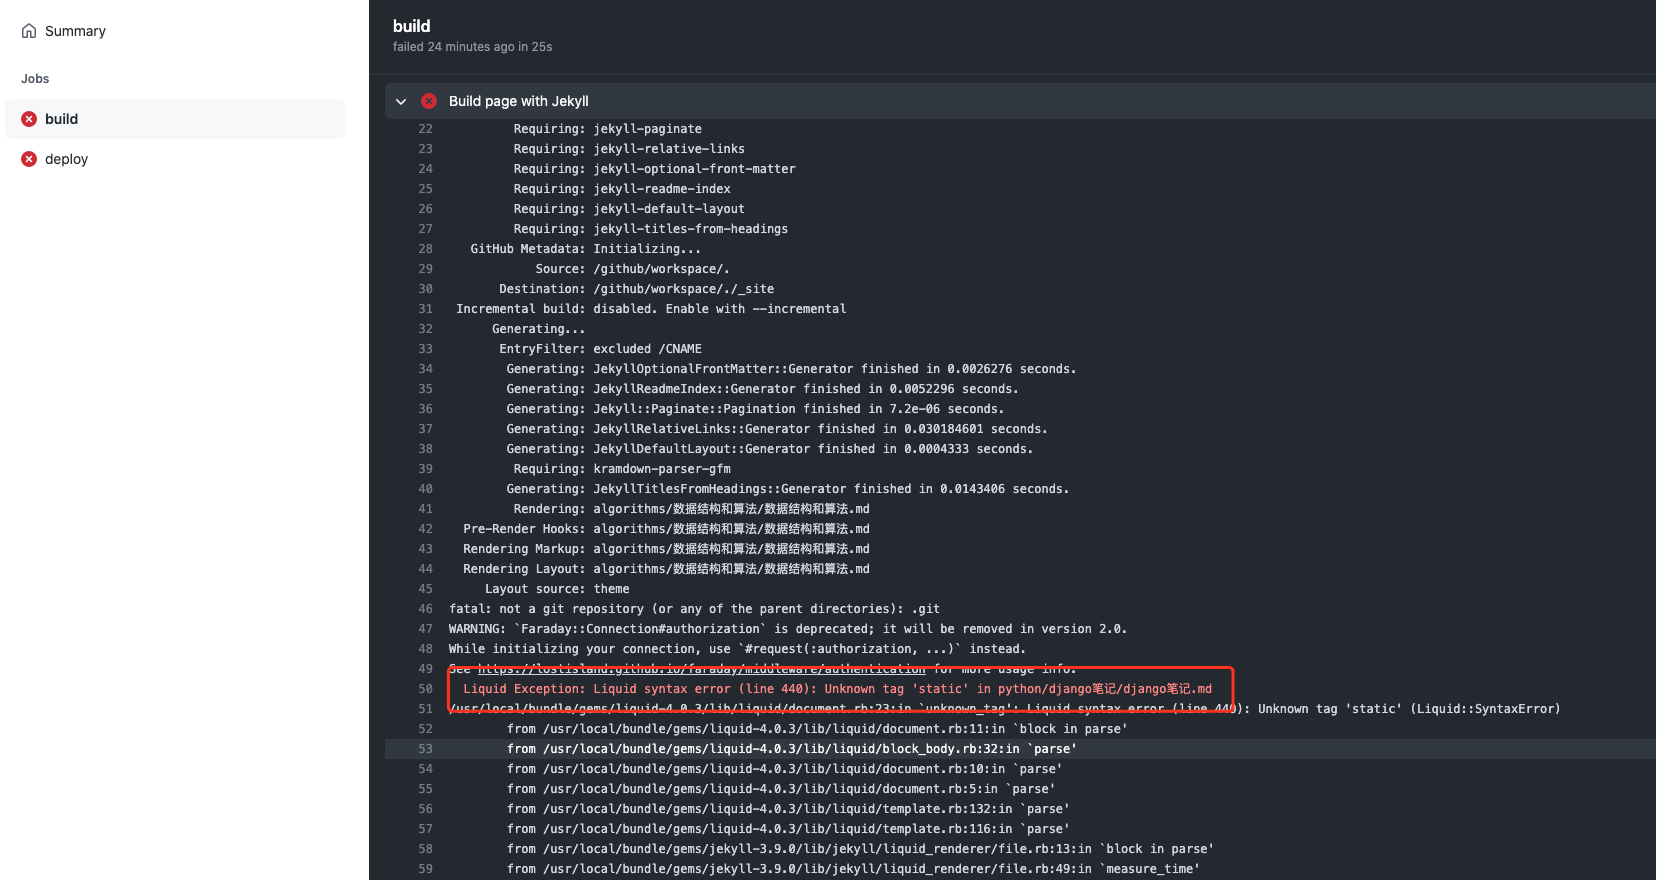 Summary
Jobs
build
deploy
build
failed 24 minutes ago in 25s
Build page with Jekyll
22 Requiring: jekyll-paginate
23 Requiring: jekyll-relative-links
24 Requiring: jekyll-optional-front-matter
25 Requiring: jekyll-readme-index
26 Requiring: jekyll-default-layout
27 Requiring: jekyll-titles-from-headings
28 GitHub Metadata: Initializing...
29 Source: /github/workspace/.
30 Destination: /github/workspace/./_site
31 Incremental build: disabled. Enable with --incremental
32 Generating...
33 EntryFilter: excluded /CNAME
34 Generating: JekyllOptionalFrontMatter::Generator finished in 0.0026276 seconds.
35 Generating: JekyllReadmeIndex::Generator finished in 0.0052296 seconds.
36 Generating: Jekyll::Paginate::Pagination finished in 7.2e-06 seconds.
37 Generating: JekyllRelativeLinks::Generator finished in 0.030184601 seconds.
38 Generating: JekyllDefaultLayout::Generator finished in 0.0004333 seconds.
39 Requiring: kramdown-parser-gfm
40 Generating: JekyllTitlesFromHeadings::Generator finished in 0.0143406 seconds.
41 Rendering: algorithms/数据结构和算法/数据结构和算法.md
42 Pre-Render Hooks: algorithms/数据结构和算法/数据结构和算法.md
43 Rendering Markup: algorithms/数据结构和算法/数据结构和算法.md
44 Rendering Layout: algorithms/数据结构和算法/数据结构和算法.md
45 Layout source: theme
46 fatal: not a git repository (or any of the parent directories): .git
47 WARNING: `Faraday::Connection#authorization` is deprecated; it will be removed in version 2.0.
48 While initializing your connection, use `#request(:authorization, ...)` instead.
49 See https://lostisland.github.io/faraday/middleware/authentication for more usage info.
50 Liquid Exception: Liquid syntax error (line 440): Unknown tag 'static' in python/django笔记/django笔记.md
51 /usr/local/bundle/gems/liquid-4.0.3/lib/liquid/document.rb:23:in `unknown_tag': Liquid syntax error (line 440): Unknown tag 'static' (Liquid::SyntaxError)
52 from /usr/local/bundle/gems/liquid-4.0.3/lib/liquid/document.rb:11:in `block in parse'
53 from /usr/local/bundle/gems/liquid-4.0.3/lib/liquid/block_body.rb:32:in `parse'
54 from /usr/local/bundle/gems/liquid-4.0.3/lib/liquid/document.rb:10:in `parse'
55 from /usr/local/bundle/gems/liquid-4.0.3/lib/liquid/document.rb:5:in `parse'
56 from /usr/local/bundle/gems/liquid-4.0.3/lib/liquid/template.rb:132:in `parse'
57 from /usr/local/bundle/gems/liquid-4.0.3/lib/liquid/template.rb:116:in `parse'
58 from /usr/local/bundle/gems/jekyll-3.9.0/lib/jekyll/liquid_renderer/file.rb:13:in `block in parse'
59 from /usr/local/bundle/gems/jekyll-3.9.0/lib/jekyll/liquid_renderer/file.rb:49:in `measure_time'